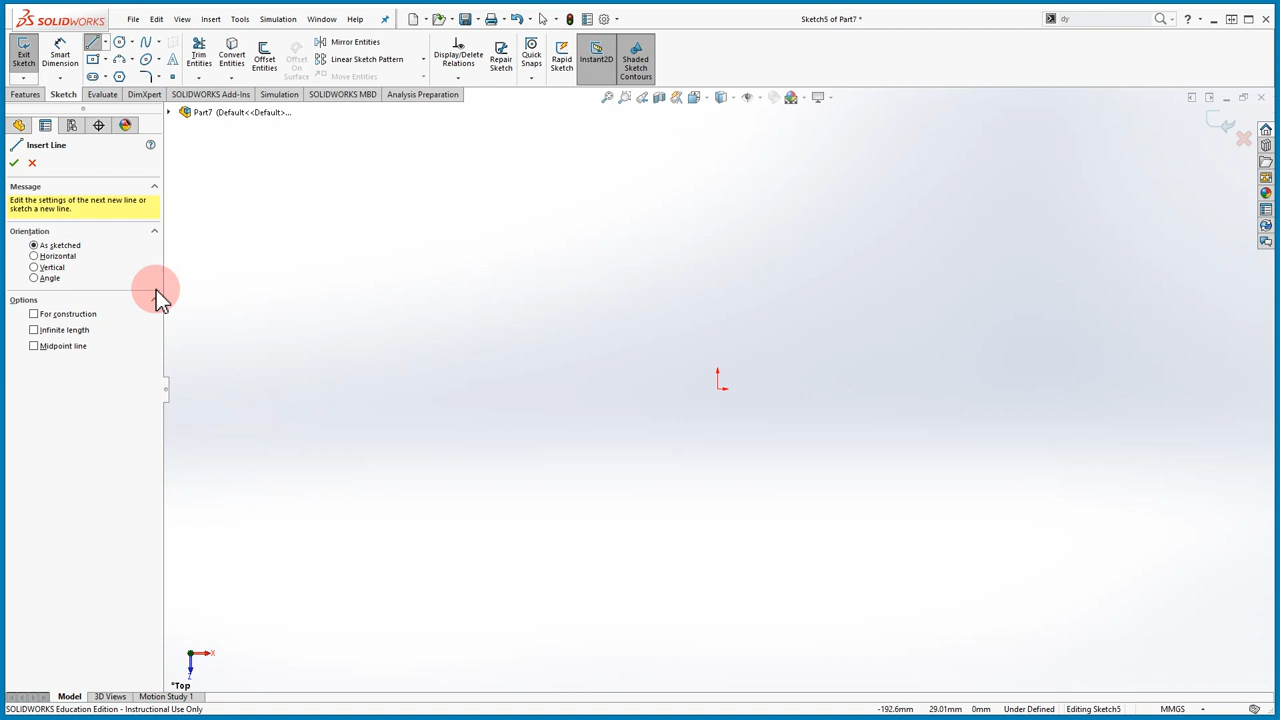 SOLIDWORKS File Edit View Insert Tools Simulation Window Help Sketch5 of Part7 * dy
Exit Sketch
Smart Dimension
Trim Entities
Convert Entities
Offset Entities
Offset On Surface
Mirror Entities
Linear Sketch Pattern
Move Entities
Display/Delete Relations
Repair Sketch
Quick Snaps
Rapid Sketch
Instant2D
Shaded Sketch Contours
Features Sketch Evaluate DimXpert SOLIDWORKS Add-Ins Simulation SOLIDWORKS MBD Analysis Preparation
Part7 (Default<<Default>...
Insert Line
Message
Edit the settings of the next new line or
sketch a new line.
Orientation
As sketched
Horizontal
Vertical
Angle
Options
For construction
Infinite length
Midpoint line
X
Z
*Top
Model 3D Views Motion Study 1
SOLIDWORKS Education Edition - Instructional Use Only -192.6mm 29.01mm 0mm Under Defined Editing Sketch5 MMGS